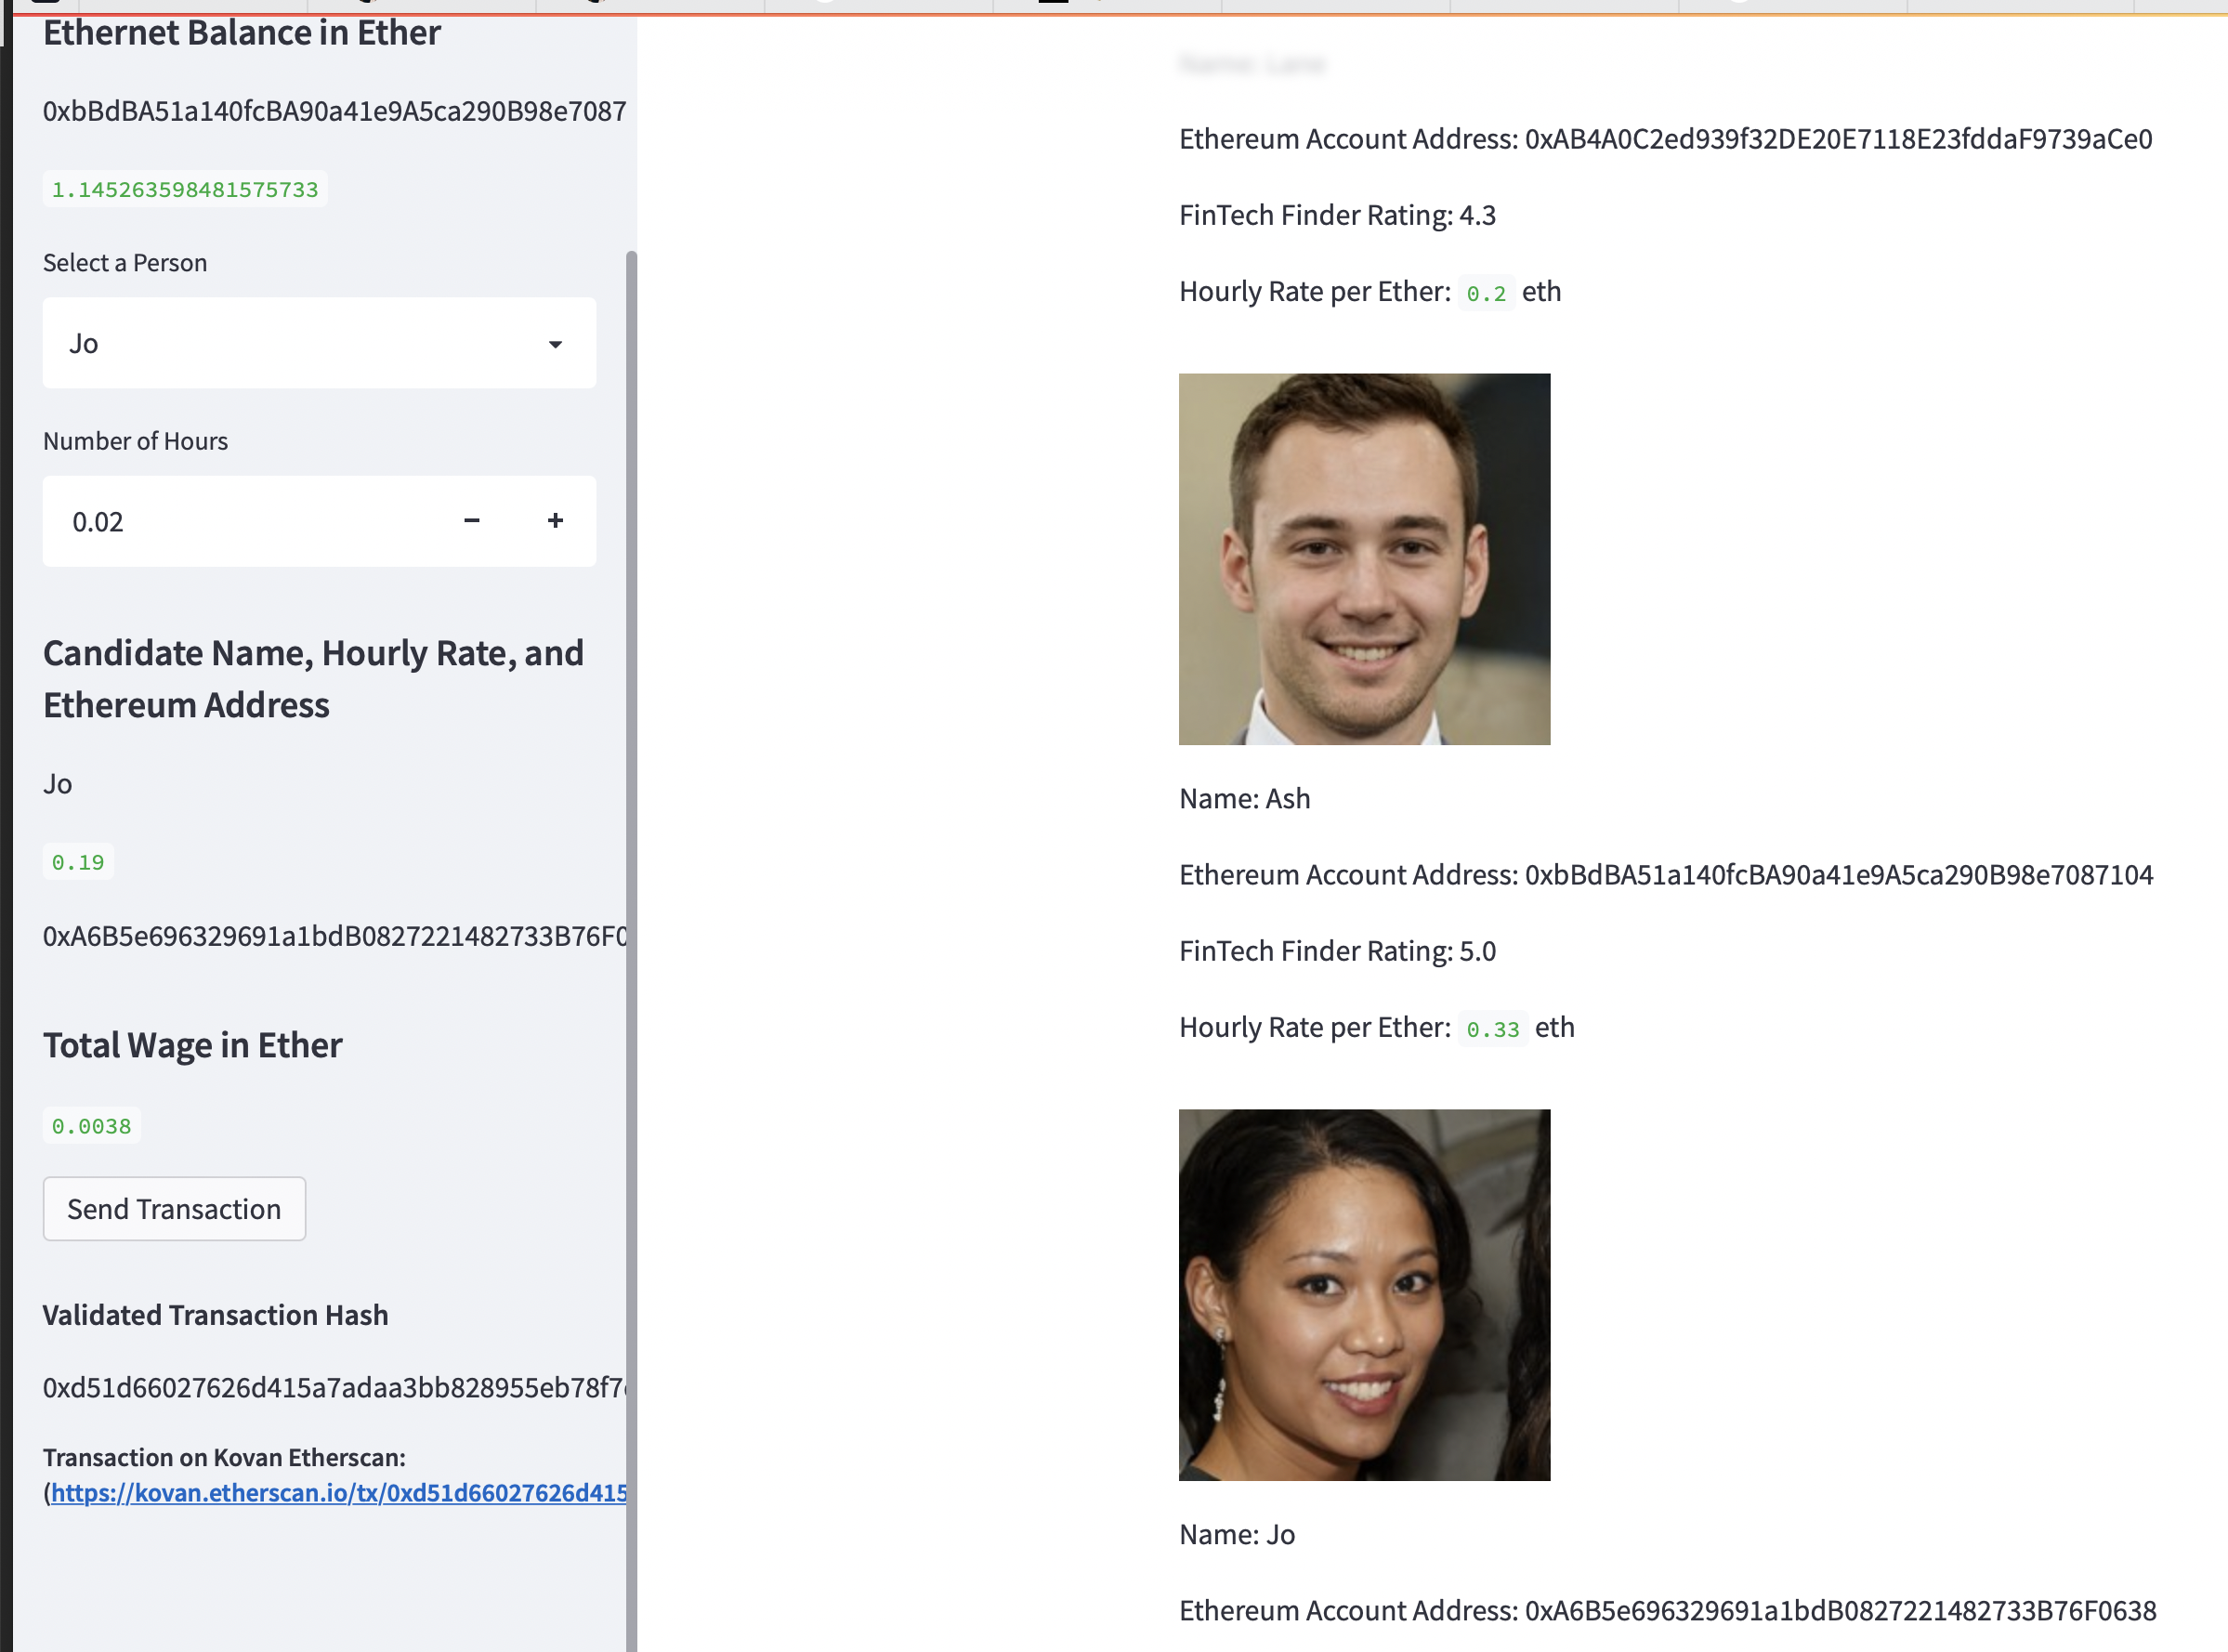 Ethernet Balance in Ether
0xbBdBA51a140fcBA90a41e9A5ca290B98e7087
1.145263598481575733
Select a Person
Jo
Number of Hours
0.02
Candidate Name, Hourly Rate, and
Ethereum Address
Jo
0.19
0xA6B5e696329691a1bdB0827221482733B76F0
Total Wage in Ether
0.0038
Send Transaction
Validated Transaction Hash
0xd51d66027626d415a7adaa3bb828955eb78f7
Transaction on Kovan Etherscan:
(https://kovan.etherscan.io/tx/0xd51d66027626d415
Name: Lane
Ethereum Account Address: 0xAB4A0C2ed939f32DE20E7118E23fddaF9739aCe0
FinTech Finder Rating: 4.3
Hourly Rate per Ether: 0.2 eth
Name: Ash
Ethereum Account Address: 0xbBdBA51a140fcBA90a41e9A5ca290B98e7087104
FinTech Finder Rating: 5.0
Hourly Rate per Ether: 0.33 eth
Name: Jo
Ethereum Account Address: 0xA6B5e696329691a1bdB0827221482733B76F0638